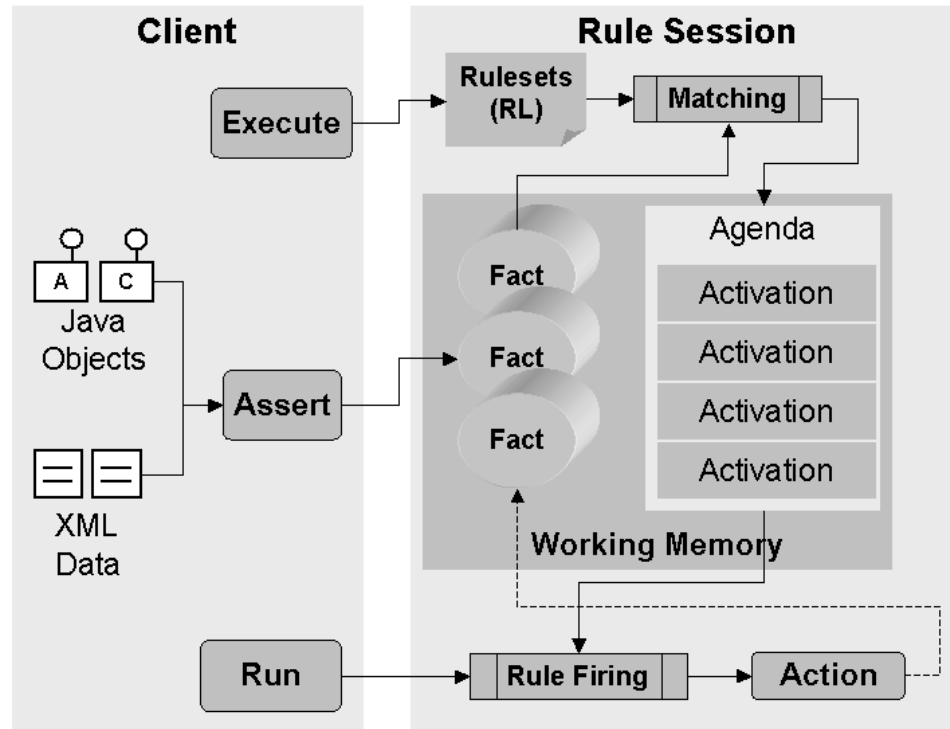 Client
Rule Session
Execute
Rulesets
(RL)
Matching
A
C
Java
Objects
XML
Data
Assert
Fact
Fact
Fact
Agenda
Activation
Activation
Activation
Activation
Working Memory
Run
Rule Firing
Action